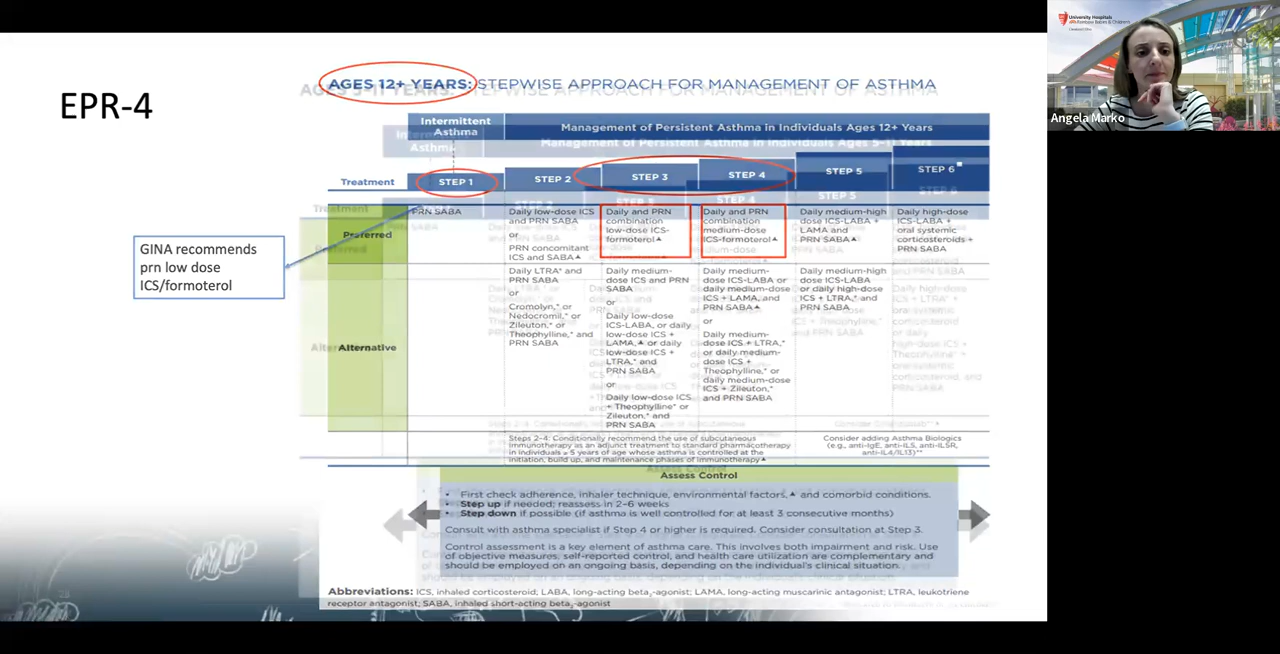 EPR-4
AGES 12+ YEARS: STEPWISE APPROACH FOR MANAGEMENT OF ASTHMA
Intermittent
Asthma
Management of Persistent Asthma in Individuals Ages 12+ Years
Management of Persistent Asthma in Individuals Ages 5-11 Years
Treatment
STEP 1
STEP 2
STEP 3
STEP 4
STEP 5
STEP 6
Preferred
PRN SABA
Daily low-dose ICS
and PRN SABA
or
PRN concomitant
ICS and SABA▲
Daily and PRN
combination
low-dose ICS-
formoterol▲
Daily and PRN
combination
medium-dose
ICS-formoterol▲
Daily medium-high
dose ICS-LABA +
LAMA and
PRN SABA▲
Daily high-dose
ICS-LABA +
oral systemic
corticosteroids +
PRN SABA
GINA recommends
prn low dose
ICS/formoterol
Alternative
Daily LTRA* and
PRN SABA
or
Cromolyn,* or
Nedocromil,* or
Zileuton,* or
Theophylline,* and
PRN SABA
Daily medium-
dose ICS and PRN
SABA
or
Daily low-dose
ICS-LABA, or daily
low-dose ICS +
LAMA,▲ or daily
low-dose ICS +
LTRA,* and
PRN SABA
or
Daily low-dose ICS
+ Theophylline* or
Zileuton,* and
PRN SABA
Daily medium-
dose ICS-LABA or
daily medium-dose
ICS + LAMA, and
PRN SABA▲
or
Daily medium-
dose ICS + LTRA,*
or daily medium-
dose ICS +
Theophylline,* or
daily medium-dose
ICS + Zileuton,*
and PRN SABA
Daily medium-high
dose ICS-LABA
or daily high-dose
ICS + LTRA,* and
PRN SABA
Steps 2-4: Conditionally recommend the use of subcutaneous
immunotherapy as an adjunct treatment to standard pharmacotherapy
in individuals ≥ 5 years of age whose asthma is controlled at the
initiation, build up, and maintenance phases of immunotherapy▲
Consider adding Asthma Biologics
(e.g., anti-IgE, anti-IL5, anti-IL5R,
anti-IL4/IL13)**
Assess Control
• First check adherence, inhaler technique, environmental factors,▲ and comorbid conditions.
• Step up if needed; reassess in 2–6 weeks
• Step down if possible (if asthma is well controlled for at least 3 consecutive months)
Consult with asthma specialist if Step 4 or higher is required. Consider consultation at Step 3.
Control assessment is a key element of asthma care. This involves both impairment and risk. Use
of objective measures, self-reported control, and health care utilization are complementary and
should be employed on an ongoing basis, depending on the individual's clinical situation.
Abbreviations: ICS, inhaled corticosteroid; LABA, long-acting beta2-agonist; LAMA, long-acting muscarinic antagonist; LTRA, leukotriene
receptor antagonist; SABA, inhaled short-acting beta2-agonist
University Hospitals
Angela Marko